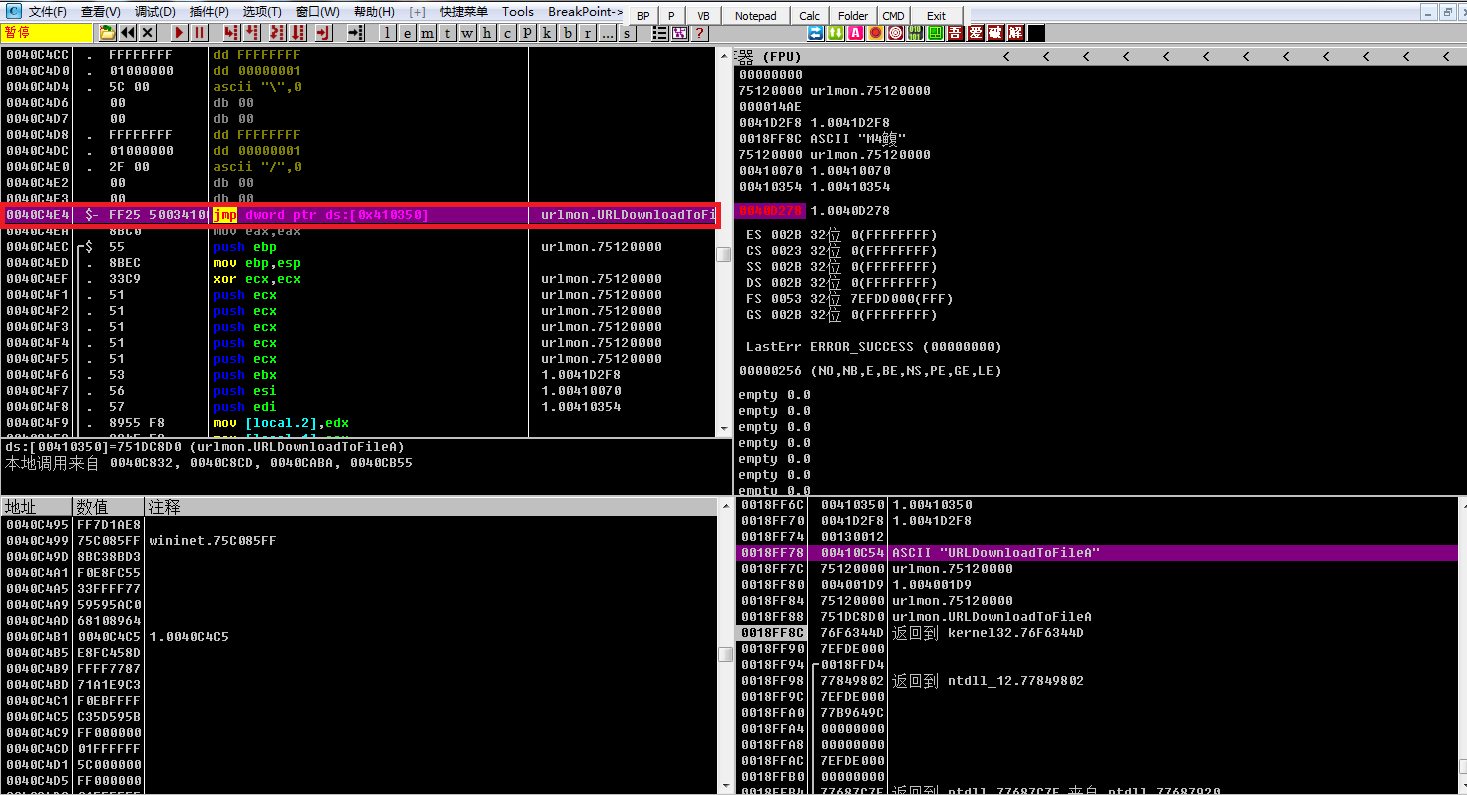 文件(F) 查看(V) 调试(D) 插件(P) 选项(T) 窗口(W) 帮助(H) [+] 快捷菜单 Tools BreakPoint-> BP P VB Notepad Calc Folder CMD Exit
暂停 l e m t w h c p k b r ... s ? 吾 爱 破 解
0040C4CC . FFFFFFFF dd FFFFFFFF
0040C4D0 . 01000000 dd 00000001
0040C4D4 . 5C 00 ascii "\",0
0040C4D6 00 db 00
0040C4D7 00 db 00
0040C4D8 . FFFFFFFF dd FFFFFFFF
0040C4DC . 01000000 dd 00000001
0040C4E0 . 2F 00 ascii "/",0
0040C4E2 00 db 00
0040C4E3 00 db 00
0040C4E4 $- FF25 5003410 jmp dword ptr ds:[0x410350] urlmon.URLDownloadToFi
0040C4EA 8BC0 mov eax,eax
0040C4EC $ 55 push ebp urlmon.75120000
0040C4ED . 8BEC mov ebp,esp
0040C4EF . 33C9 xor ecx,ecx urlmon.75120000
0040C4F1 . 51 push ecx urlmon.75120000
0040C4F2 . 51 push ecx urlmon.75120000
0040C4F3 . 51 push ecx urlmon.75120000
0040C4F4 . 51 push ecx urlmon.75120000
0040C4F5 . 51 push ecx urlmon.75120000
0040C4F6 . 53 push ebx 1.0041D2F8
0040C4F7 . 56 push esi 1.00410070
0040C4F8 . 57 push edi 1.00410354
0040C4F9 . 8955 F8 mov [local.2],edx
ds:[00410350]=751DC8D0 (urlmon.URLDownloadToFileA)
本地调用来自 0040C832, 0040C8CD, 0040CABA, 0040CB55
器 (FPU) < < < < < < < < < < < <
00000000
75120000 urlmon.75120000
000014AE
0041D2F8 1.0041D2F8
0018FF8C ASCII "M4鳆"
75120000 urlmon.75120000
00410070 1.00410070
00410354 1.00410354
0040D278 1.0040D278
ES 002B 32位 0(FFFFFFFF)
CS 0023 32位 0(FFFFFFFF)
SS 002B 32位 0(FFFFFFFF)
DS 002B 32位 0(FFFFFFFF)
FS 0053 32位 7EFDD000(FFF)
GS 002B 32位 0(FFFFFFFF)
LastErr ERROR_SUCCESS (00000000)
00000256 (NO,NB,E,BE,NS,PE,GE,LE)
empty 0.0
empty 0.0
empty 0.0
empty 0.0
empty 0.0
empty 0.0
empty 0.0
地址 数值 注释
0040C495 FF7D1AE8
0040C499 75C085FF wininet.75C085FF
0040C49D 8BC38BD3
0040C4A1 F0E8FC55
0040C4A5 33FFFF77
0040C4A9 59595AC0
0040C4AD 68108964
0040C4B1 0040C4C5 1.0040C4C5
0040C4B5 E8FC458D
0040C4B9 FFFF7787
0040C4BD 71A1E9C3
0040C4C1 F0EBFFFF
0040C4C5 C35D595B
0040C4C9 FF000000
0040C4CD 01FFFFFF
0040C4D1 5C000000
0040C4D5 FF000000
0018FF6C 00410350 1.00410350
0018FF70 0041D2F8 1.0041D2F8
0018FF74 00130012
0018FF78 00410C54 ASCII "URLDownloadToFileA"
0018FF7C 75120000 urlmon.75120000
0018FF80 004001D9 1.004001D9
0018FF84 75120000 urlmon.75120000
0018FF88 751DC8D0 urlmon.URLDownloadToFileA
0018FF8C 76F6344D 返回到 kernel32.76F6344D
0018FF90 7EFDE000
0018FF94 0018FFD4
0018FF98 77849802 返回到 ntdll_12.77849802
0018FF9C 7EFDE000
0018FFA0 77B9649C
0018FFA4 00000000
0018FFA8 00000000
0018FFAC 7EFDE000
0018FFB0 00000000